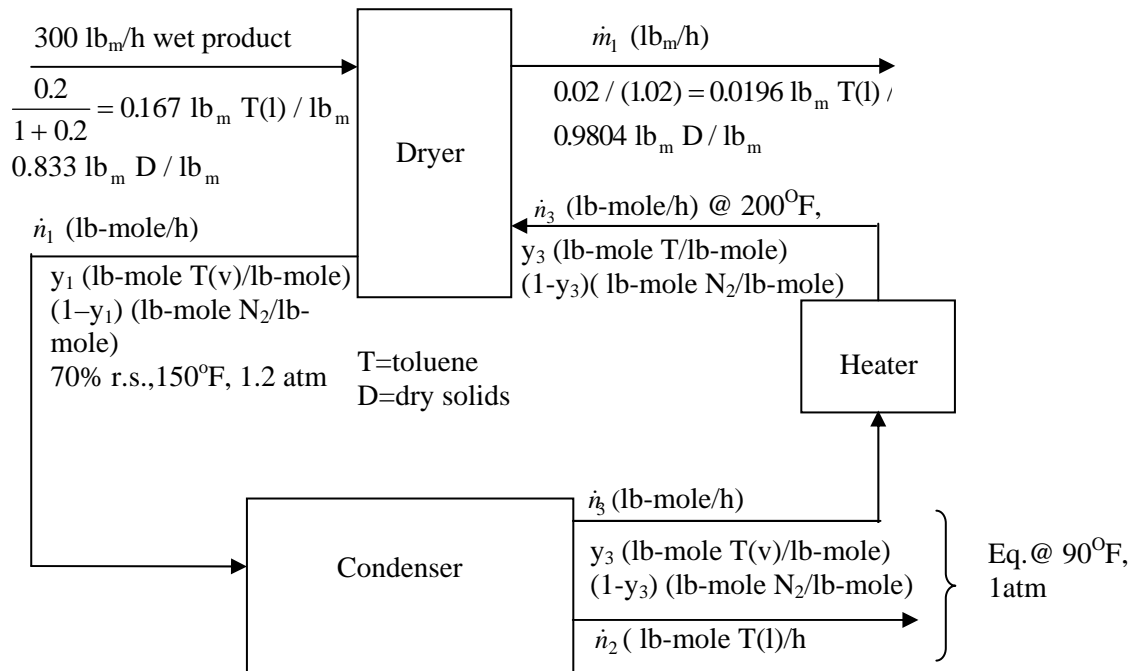 300 lbₘ/h wet product
0.2
1 + 0.2
= 0.167 lbₘ T(l) / lbₘ
0.833 lbₘ D / lbₘ
Dryer
ṁ₁ (lbₘ/h)
0.02 / (1.02) = 0.0196 lbₘ T(l) /
0.9804 lbₘ D / lbₘ
ṅ₁ (lb-mole/h)
y₁ (lb-mole T(v)/lb-mole)
(1–y₁) (lb-mole N₂/lb-
mole)
70% r.s.,150ᵒF, 1.2 atm
ṅ₃ (lb-mole/h) @ 200ᴼF,
y₃ (lb-mole T/lb-mole)
(1-y₃)( lb-mole N₂/lb-mole)
T=toluene
D=dry solids
Heater
Condenser
ṅ₃ (lb-mole/h)
y₃ (lb-mole T(v)/lb-mole)
(1-y₃) (lb-mole N₂/lb-mole)
ṅ₂ ( lb-mole T(l)/h
Eq.@ 90ᴼF,
1atm